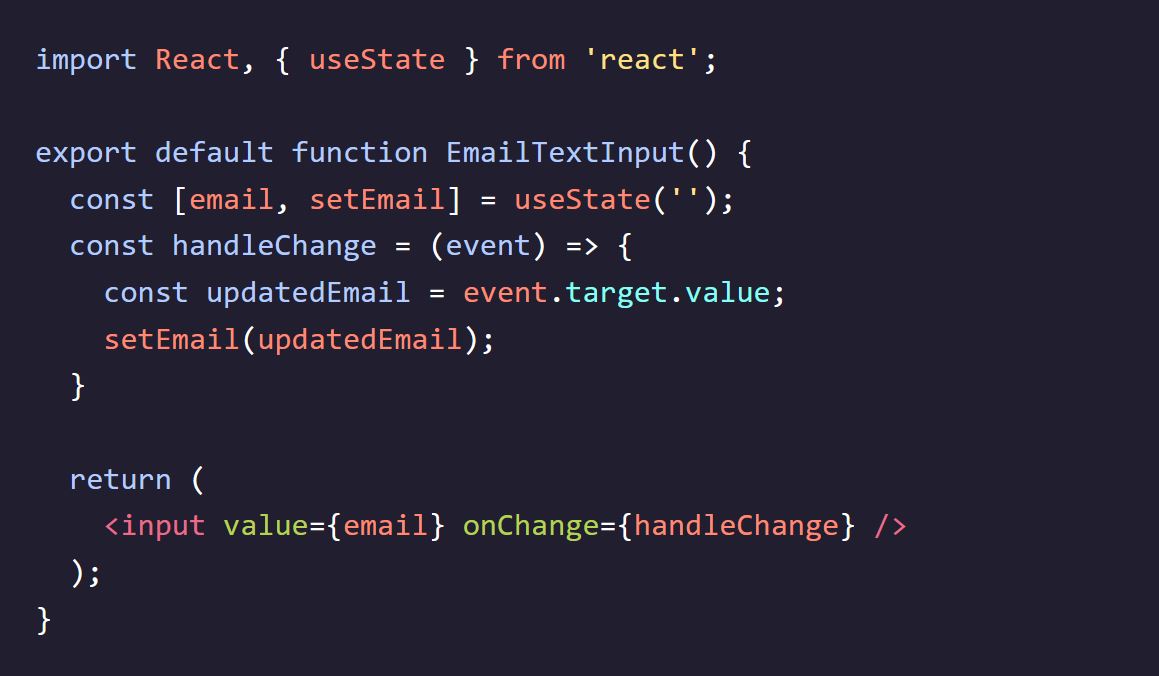 import React, { useState } from 'react';

export default function EmailTextInput() {
  const [email, setEmail] = useState('');
  const handleChange = (event) => {
    const updatedEmail = event.target.value;
    setEmail(updatedEmail);
  }

  return (
    <input value={email} onChange={handleChange} />
  );
}